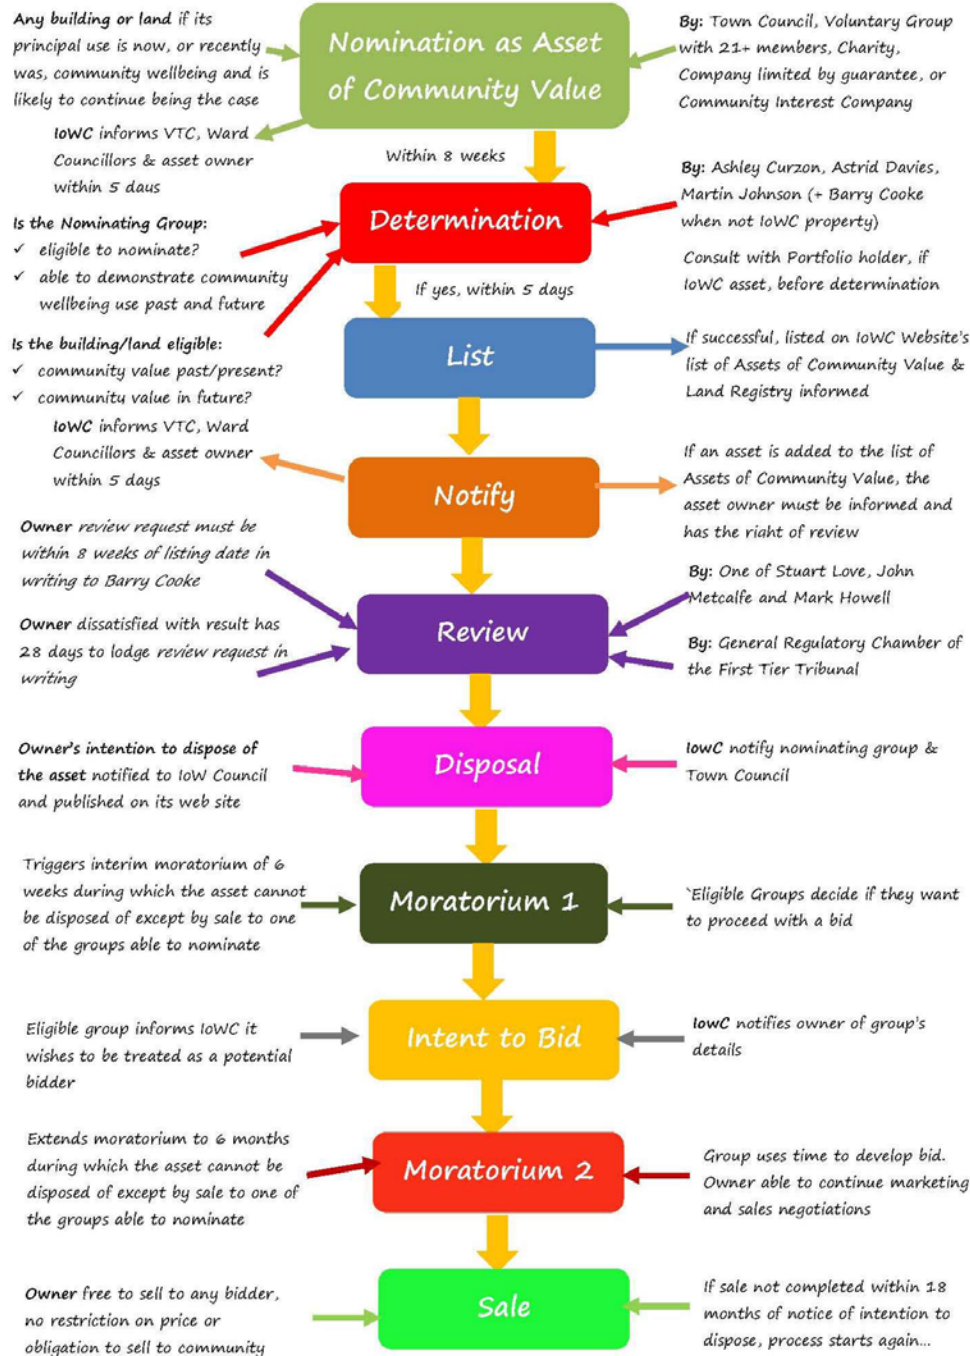 Any building or land if its
principal use is now, or recently
was, community wellbeing and is
likely to continue being the case
Nomination as Asset
of Community Value
By: Town Council, Voluntary Group
with 21+ members, Charity,
Company limited by guarantee, or
Community Interest Company
IoWC informs VTC, Ward
Councillors & asset owner
within 5 days
Within 8 weeks
Is the Nominating Group:
✓ eligible to nominate?
✓ able to demonstrate community
wellbeing use past and future
Determination
By: Ashley Curzon, Astrid Davies,
Martin Johnson (+ Barry Cooke
when not IoWC property)
Consult with Portfolio holder, if
IoWC asset, before determination
If yes, within 5 days
Is the building/land eligible:
✓ community value past/present?
✓ community value in future?
List
If successful, listed on IoWC Website's
list of Assets of Community Value &
Land Registry informed
IoWC informs VTC, Ward
Councillors & asset owner
within 5 days
Notify
If an asset is added to the list of
Assets of Community Value, the
asset owner must be informed and
has the right of review
Owner review request must be
within 8 weeks of listing date in
writing to Barry Cooke
Owner dissatisfied with result has
28 days to lodge review request in
writing
Review
By: One of Stuart Love, John
Metcalfe and Mark Howell
By: General Regulatory Chamber of
the First Tier Tribunal
Owner's intention to dispose of
the asset notified to IoW Council
and published on its web site
Disposal
IowC notify nominating group &
Town Council
Triggers interim moratorium of 6
weeks during which the asset cannot
be disposed of except by sale to one
of the groups able to nominate
Moratorium 1
`Eligible Groups decide if they want
to proceed with a bid
Eligible group informs IoWC it
wishes to be treated as a potential
bidder
Intent to Bid
IowC notifies owner of group's
details
Extends moratorium to 6 months
during which the asset cannot be
disposed of except by sale to one of
the groups able to nominate
Moratorium 2
Group uses time to develop bid.
Owner able to continue marketing
and sales negotiations
Owner free to sell to any bidder,
no restriction on price or
obligation to sell to community
Sale
If sale not completed within 18
months of notice of intention to
dispose, process starts again...